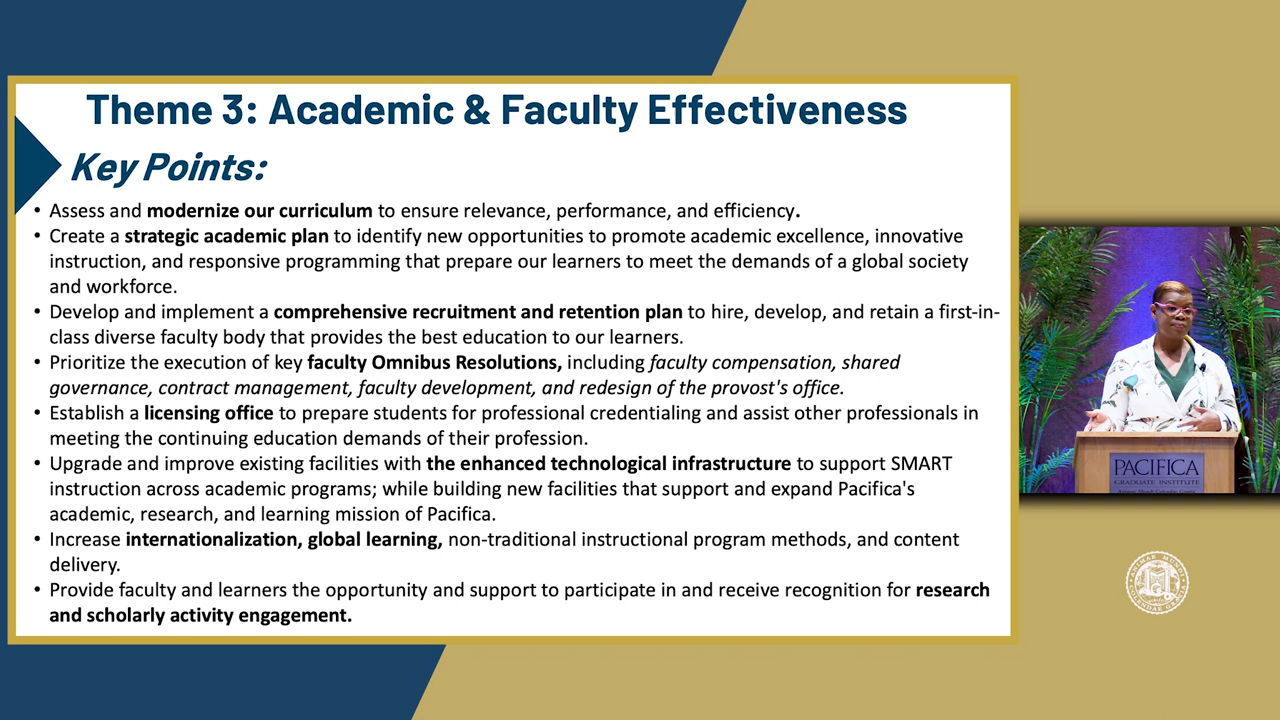 Theme 3: Academic & Faculty Effectiveness
Key Points:
• Assess and modernize our curriculum to ensure relevance, performance, and efficiency.
• Create a strategic academic plan to identify new opportunities to promote academic excellence, innovative
instruction, and responsive programming that prepare our learners to meet the demands of a global society
and workforce.
• Develop and implement a comprehensive recruitment and retention plan to hire, develop, and retain a first-in-
class diverse faculty body that provides the best education to our learners.
• Prioritize the execution of key faculty Omnibus Resolutions, including faculty compensation, shared
governance, contract management, faculty development, and redesign of the provost's office.
• Establish a licensing office to prepare students for professional credentialing and assist other professionals in
meeting the continuing education demands of their profession.
• Upgrade and improve existing facilities with the enhanced technological infrastructure to support SMART
instruction across academic programs; while building new facilities that support and expand Pacifica's
academic, research, and learning mission of Pacifica.
• Increase internationalization, global learning, non-traditional instructional program methods, and content
delivery.
• Provide faculty and learners the opportunity and support to participate in and receive recognition for research
and scholarly activity engagement.
PACIFICA
GRADUATE INSTITUTE
ANIMAE MUNDI
COLENDAE GRATIA